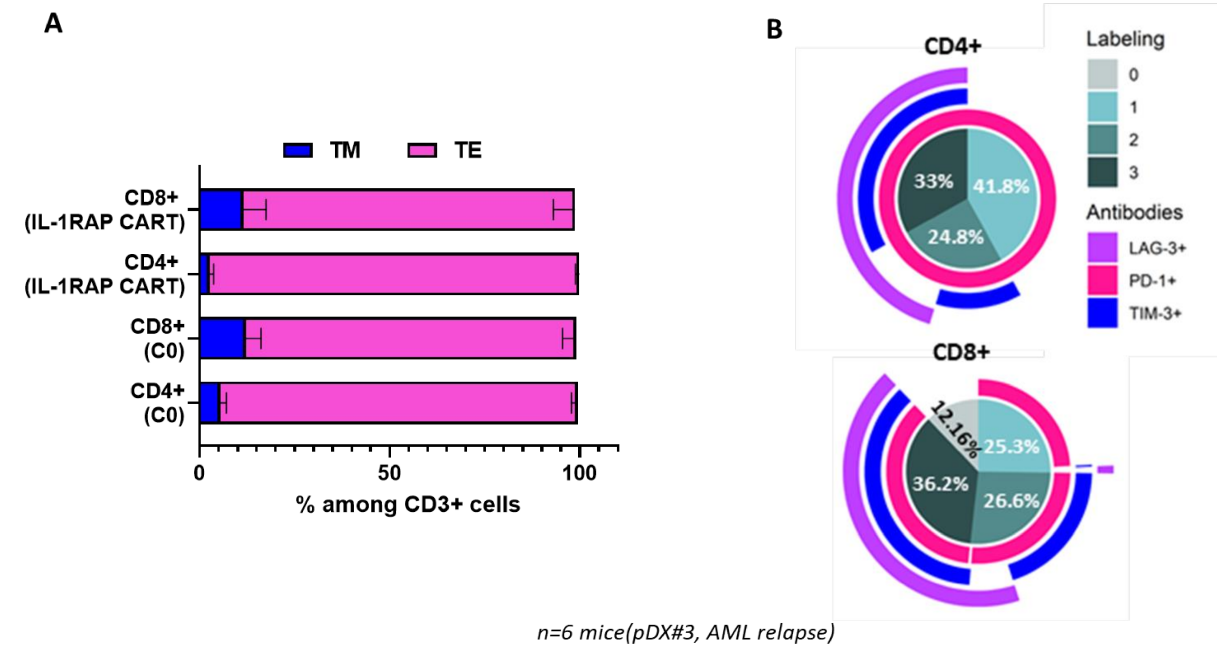 A
TM
TE
CD8+
(IL-1RAP CART)
CD4+
(IL-1RAP CART)
CD8+
(C0)
CD4+
(C0)
0
50
100
% among CD3+ cells
B
CD4+
33%
41.8%
24.8%
Labeling
0
1
2
3
Antibodies
LAG-3+
PD-1+
TIM-3+
CD8+
12.16%
25.3%
36.2%
26.6%
n=6 mice(pDX#3, AML relapse)